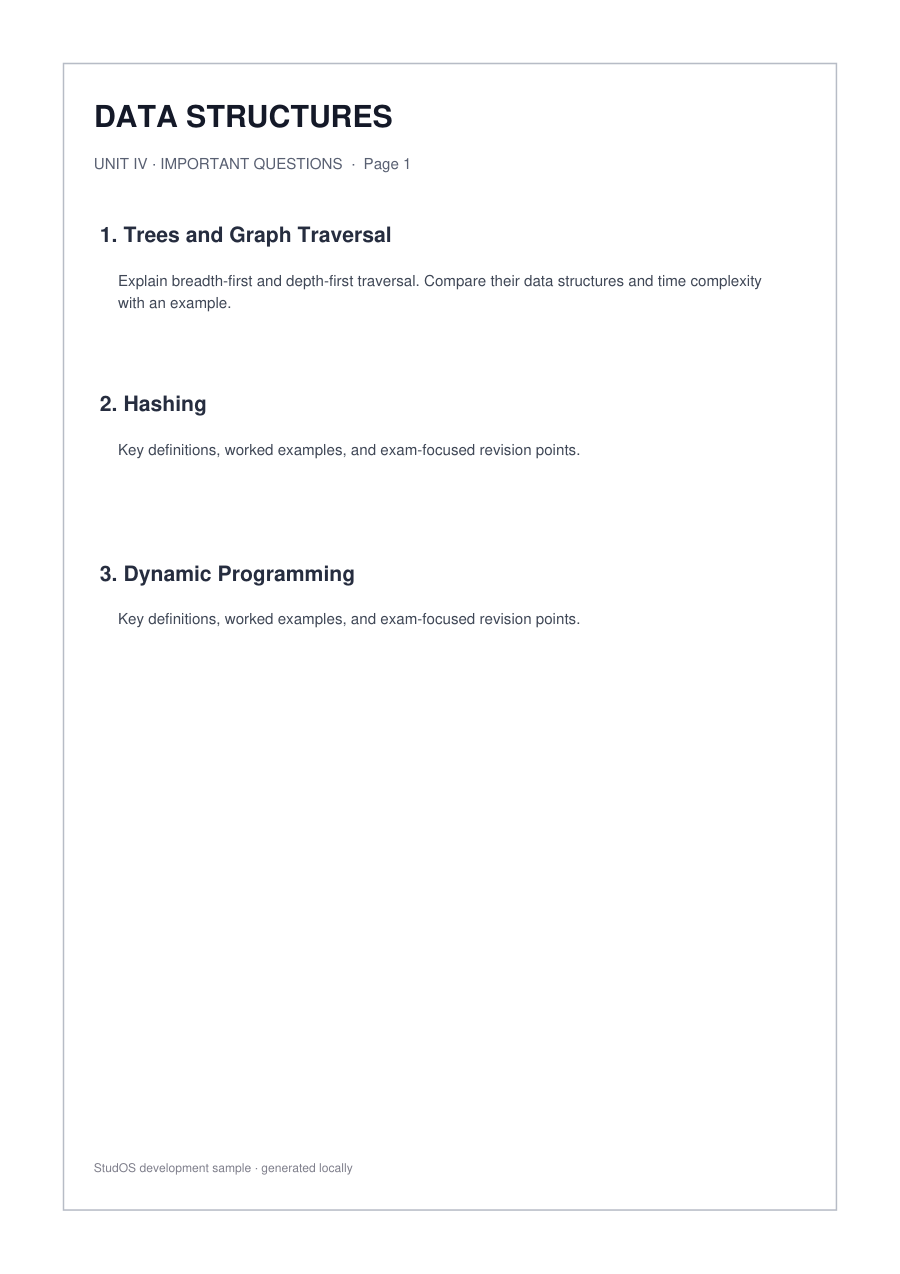 DATA STRUCTURES
UNIT IV · IMPORTANT QUESTIONS · Page 1
1. Trees and Graph Traversal
Explain breadth-first and depth-first traversal. Compare their data structures and time complexity
with an example.
2. Hashing
Key definitions, worked examples, and exam-focused revision points.
3. Dynamic Programming
Key definitions, worked examples, and exam-focused revision points.
StudOS development sample · generated locally